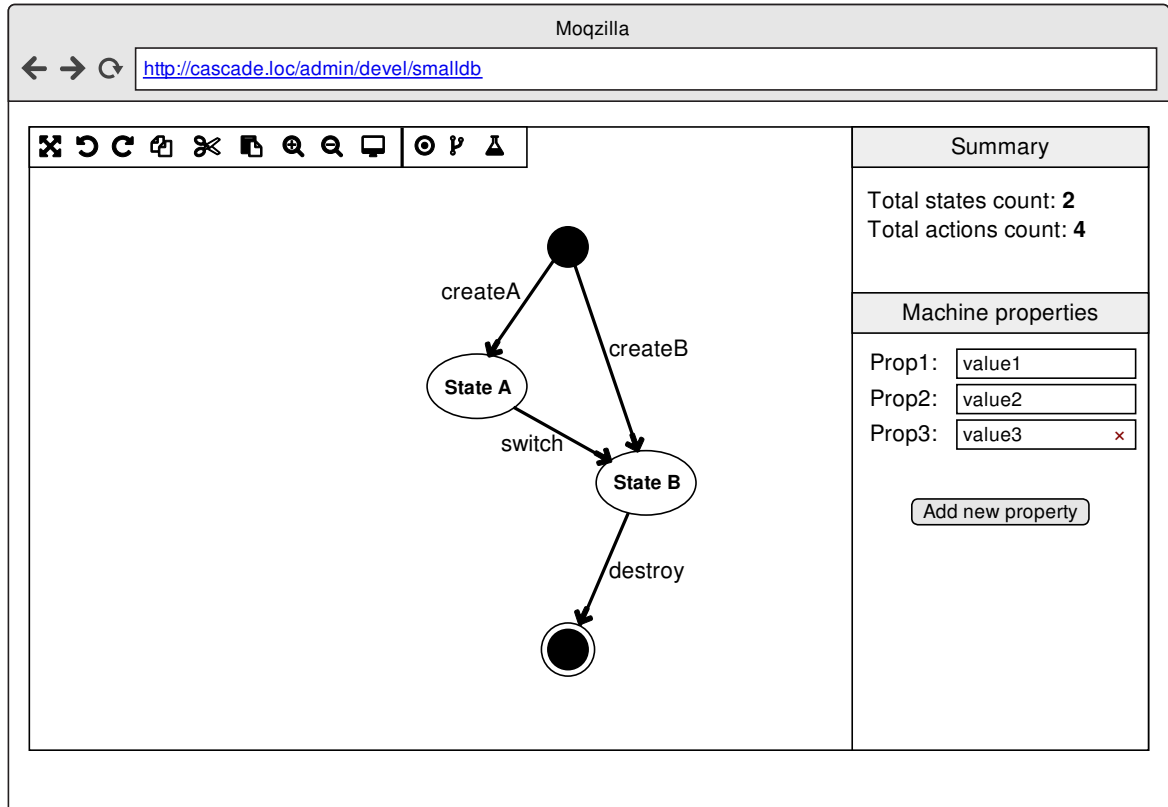 Moqzilla
http://cascade.loc/admin/devel/smalldb
Summary
Total states count: 2
Total actions count: 4
Machine properties
Prop1: value1
Prop2: value2
Prop3: value3 ×
Add new property
createA
createB
State A
switch
State B
destroy